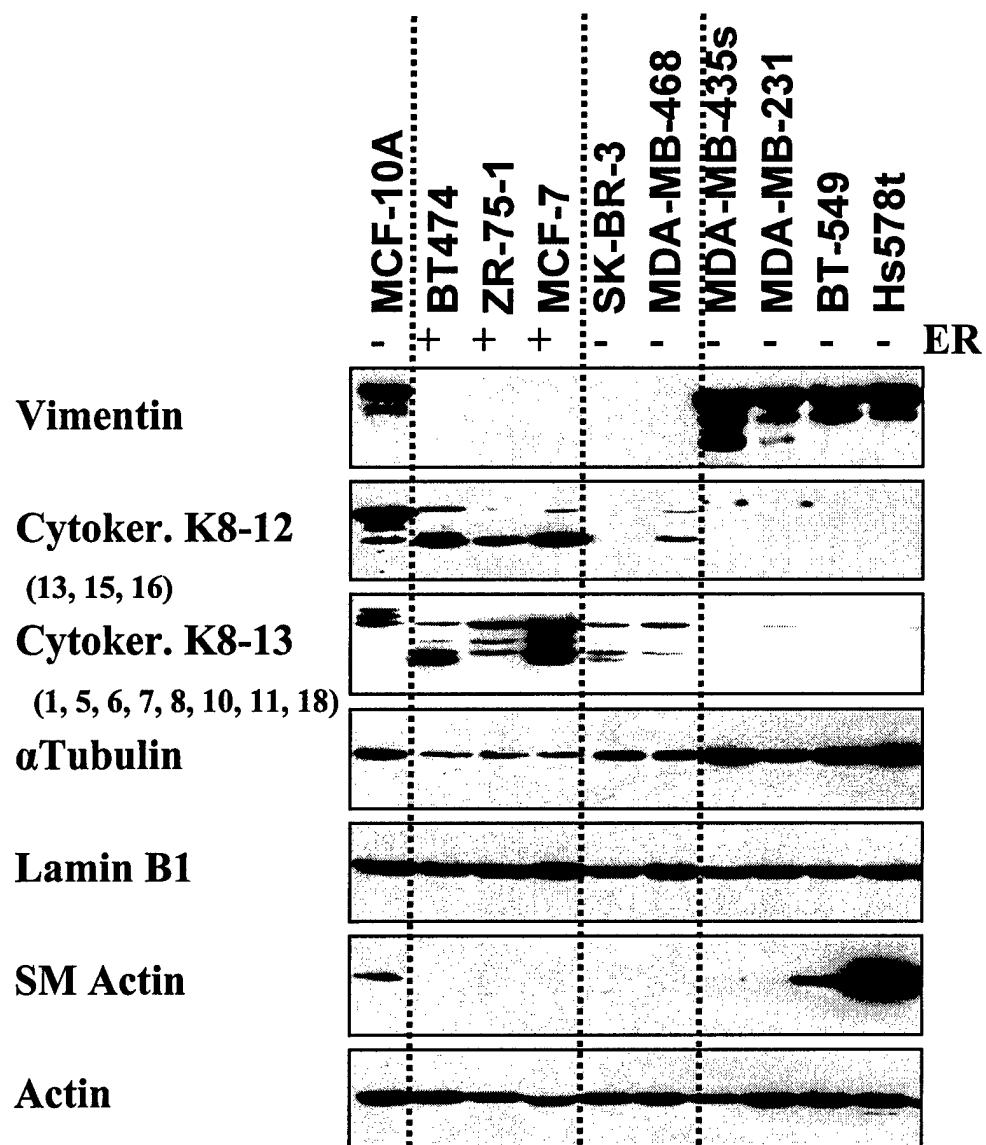 MCF-10A
BT474
ZR-75-1
MCF-7
SK-BR-3
MDA-MB-468
MDA-MB-435s
MDA-MB-231
BT-549
Hs578t
- + + + - - - - - - ER
Vimentin
Cytoker. K8-12
(13, 15, 16)
Cytoker. K8-13
(1, 5, 6, 7, 8, 10, 11, 18)
αTubulin
Lamin B1
SM Actin
Actin